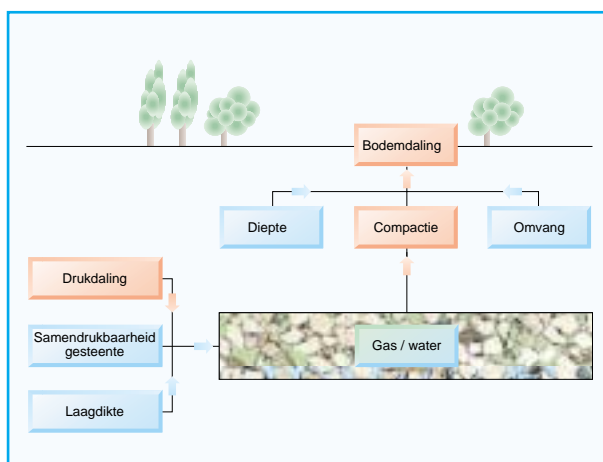 Bodemdaling
Diepte
Compactie
Omvang
Drukdaling
Samendrukbaarheid
gesteente
Gas / water
Laagdikte